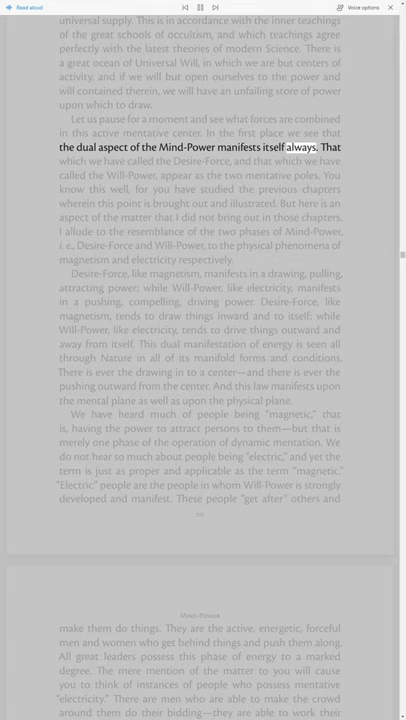 Read aloud
Voice options
universal supply. This is in accordance with the inner teachings
of the great schools of occultism, and which teachings agree
perfectly with the latest theories of modern Science. There is
a great ocean of Universal Will, in which we are but centers of
activity, and if we will but open ourselves to the power and
will contained therein, we will have an unfailing store of power
upon which to draw.
Let us pause for a moment and see what forces are combined
in this active mentative center. In the first place we see that
the dual aspect of the Mind-Power manifests itself always. That
which we have called the Desire-Force, and that which we have
called the Will-Power, appear as the two mentative poles. You
know this well, for you have studied the previous chapters
wherein this point is brought out and illustrated. But here is an
aspect of the matter that I did not bring out in those chapters.
I allude to the resemblance of the two phases of Mind-Power,
i. e., Desire-Force and Will-Power, to the physical phenomena of
magnetism and electricity respectively.
Desire-Force, like magnetism, manifests in a drawing, pulling,
attracting power; while Will-Power, like electricity, manifests
in a pushing, compelling, driving power. Desire-Force, like
magnetism, tends to draw things inward and to itself; while
Will-Power, like electricity, tends to drive things outward and
away from itself. This dual manifestation of energy is seen all
through Nature in all of its manifold forms and conditions.
There is ever the drawing in to a center—and there is ever the
pushing outward from the center. And this law manifests upon
the mental plane as well as upon the physical plane.
We have heard much of people being “magnetic,” that
is, having the power to attract persons to them—but that is
merely one phase of the operation of dynamic mentation. We
do not hear so much about people being “electric,” and yet the
term is just as proper and applicable as the term “magnetic.”
“Electric” people are the people in whom Will-Power is strongly
developed and manifest. These people “get after” others and
Mind-Power
make them do things. They are the active, energetic, forceful
men and women who get behind things and push them along.
All great leaders possess this phase of energy to a marked
degree. The mere mention of the matter to you will cause
you to think of instances of people who possess mentative
“electricity.” There are men who are able to make the crowd
around them do their bidding—they are able to work their